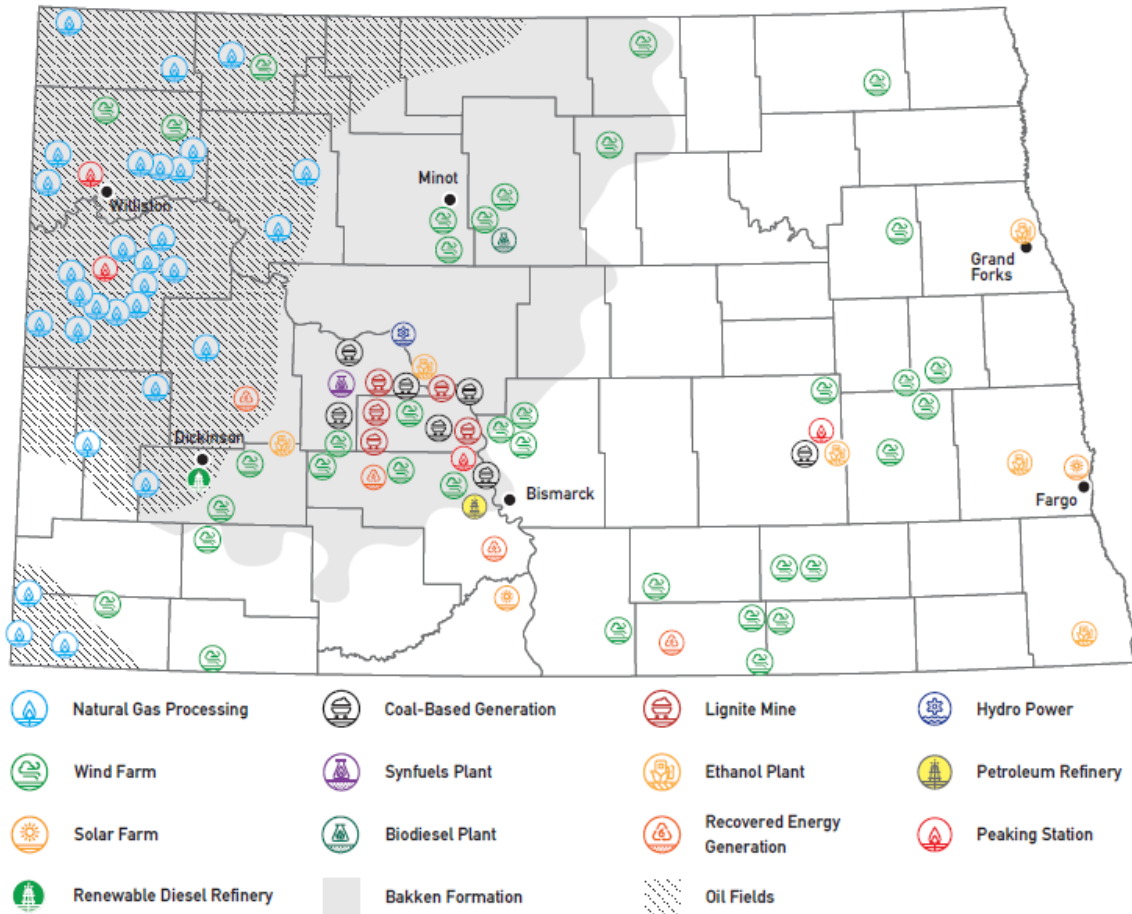 Minot
Williston
Grand
Forks
Dickinson
Bismarck
Fargo
Natural Gas Processing
Coal-Based Generation
Lignite Mine
Hydro Power
Wind Farm
Synfuels Plant
Ethanol Plant
Petroleum Refinery
Solar Farm
Biodiesel Plant
Recovered Energy
Generation
Peaking Station
Renewable Diesel Refinery
Bakken Formation
Oil Fields